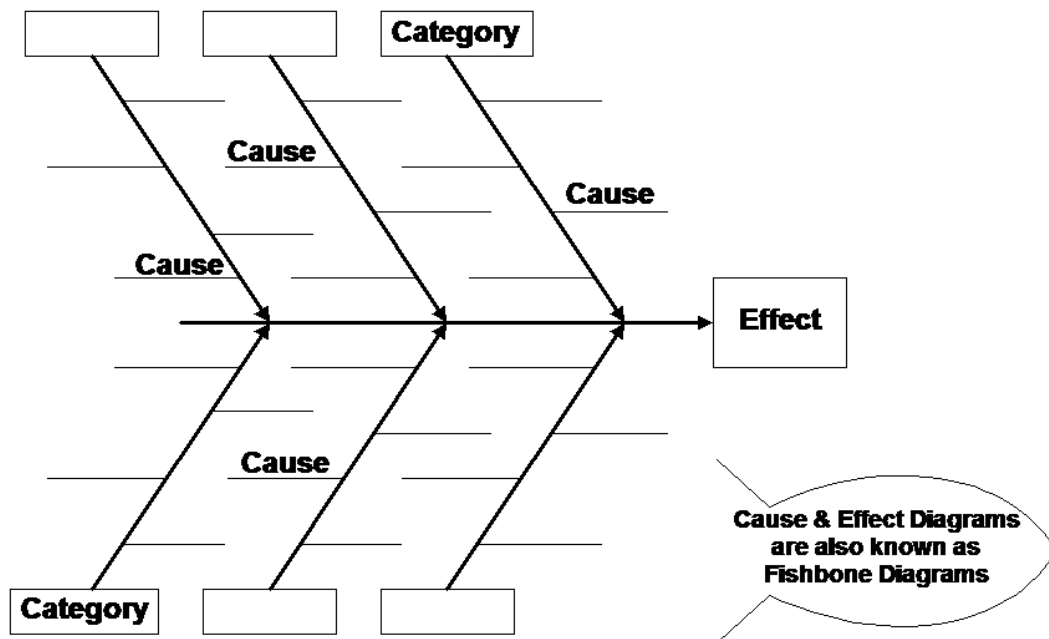 Category
Cause
Cause
Cause
Effect
Cause
Category
Cause & Effect Diagrams
are also known as
Fishbone Diagrams